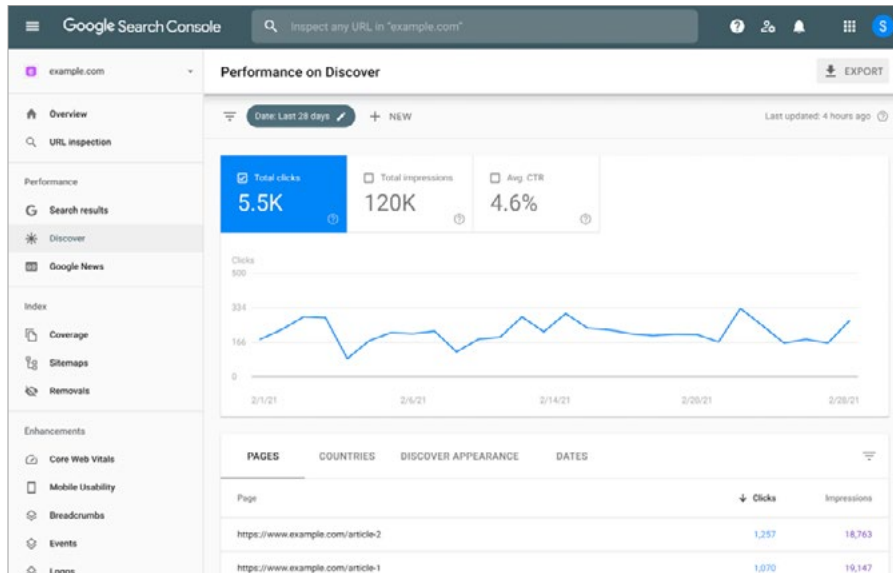 Google Search Console
Inspect any URL in "example.com"
S
example.com
Performance on Discover
EXPORT
Overview
URL inspection
Date: Last 28 days
NEW
Last updated: 4 hours ago
Performance
Search results
Discover
Google News
Total clicks
5.5K
Total impressions
120K
Avg. CTR
4.6%
Clicks
500
334
166
0
2/1/21
2/6/21
2/14/21
2/20/21
2/28/21
Index
Coverage
Sitemaps
Removals
Enhancements
Core Web Vitals
Mobile Usability
Breadcrumbs
Events
Logos
PAGES
COUNTRIES
DISCOVER APPEARANCE
DATES
Page
Clicks
Impressions
https://www.example.com/article-2
1,257
18,763
https://www.example.com/article-1
1,070
19,147